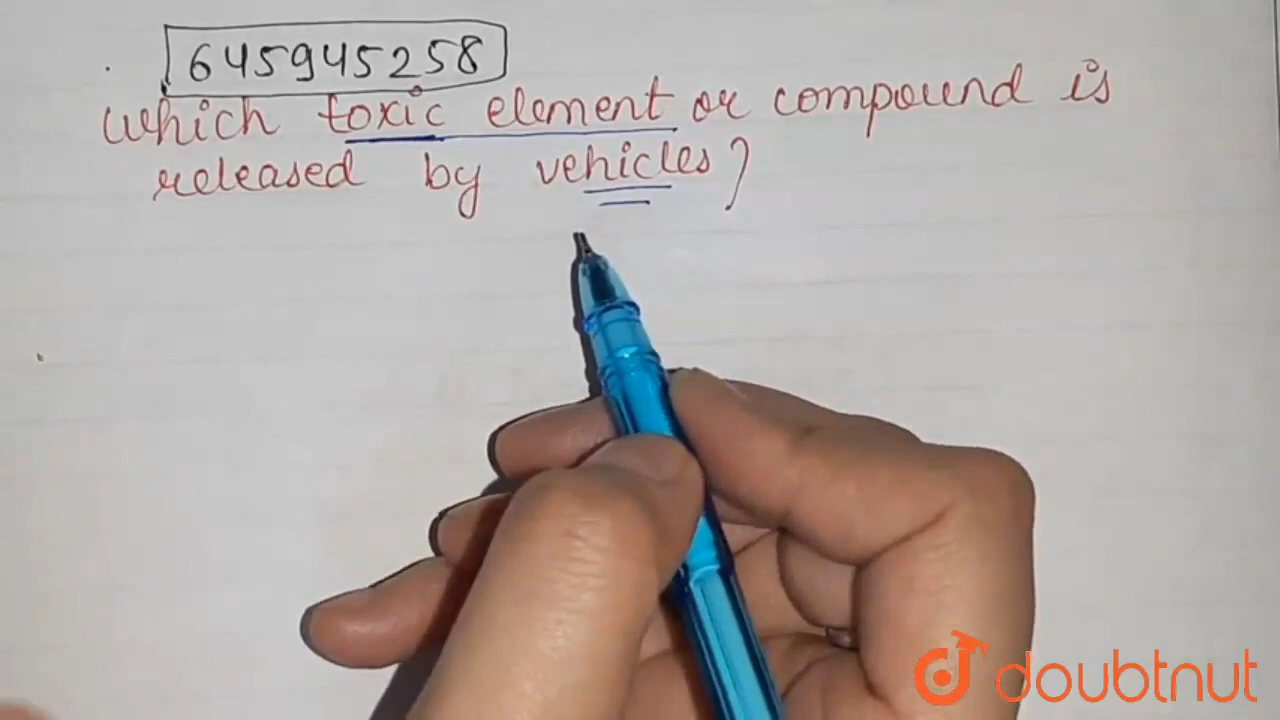 645945258
which toxic element or compound is
released by vehicles?
doubtnut